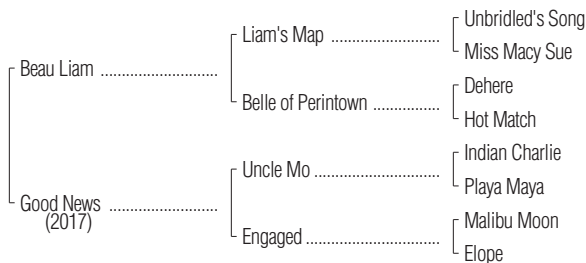 Unbridled's Song
Liam's Map ........................
Miss Macy Sue
Beau Liam ..........................
Dehere
Belle of Perintown ................
Hot Match
Indian Charlie
Uncle Mo ...........................
Playa Maya
Good News ........................
(2017)
Malibu Moon
Engaged .............................
Elope